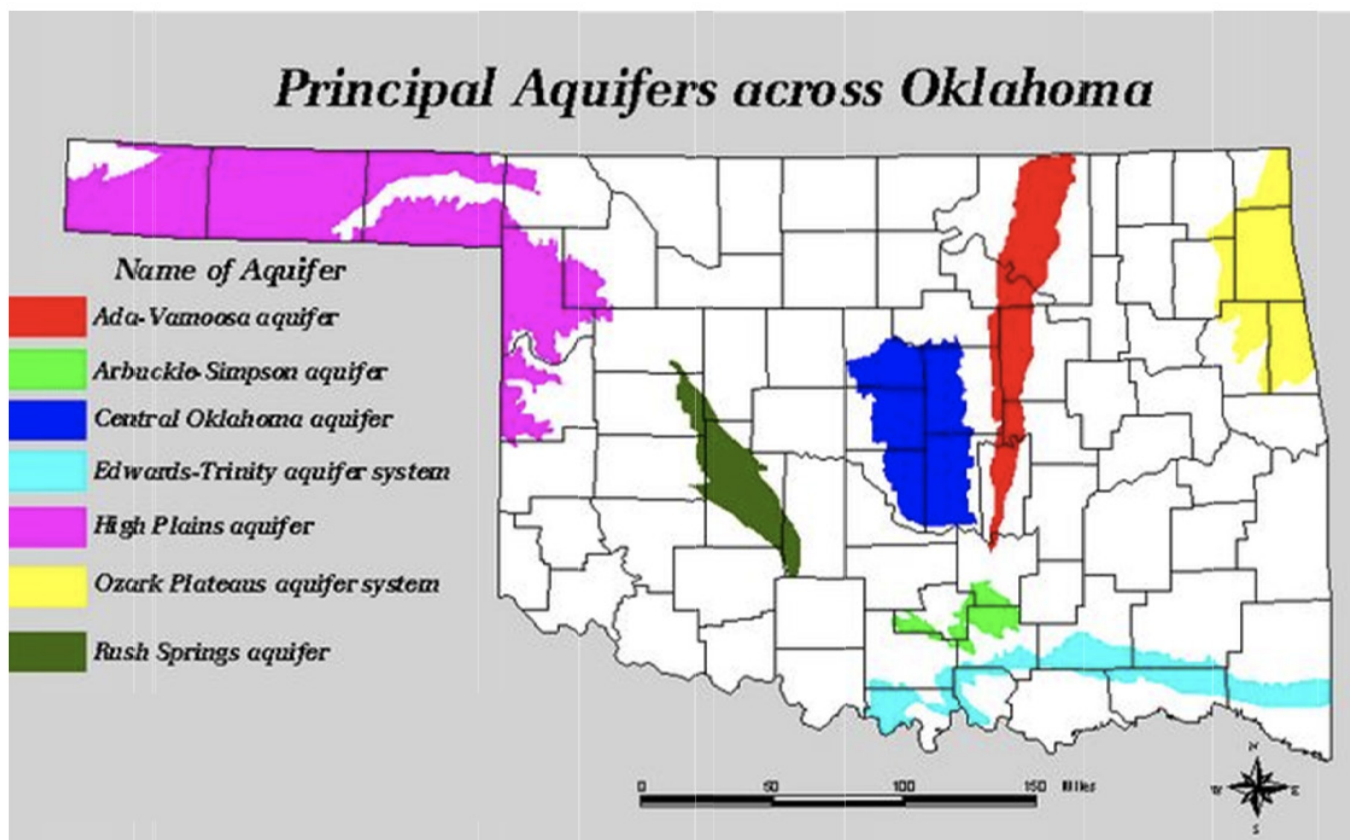 Principal Aquifers across Oklahoma
Name of Aquifer
Ada-Vamoosa aquifer
Arbuckle-Simpson aquifer
Central Oklahoma aquifer
Edwards-Trinity aquifer system
High Plains aquifer
Ozark Plateaus aquifer system
Rush Springs aquifer
0 50 100 150 Miles
N
W E
S